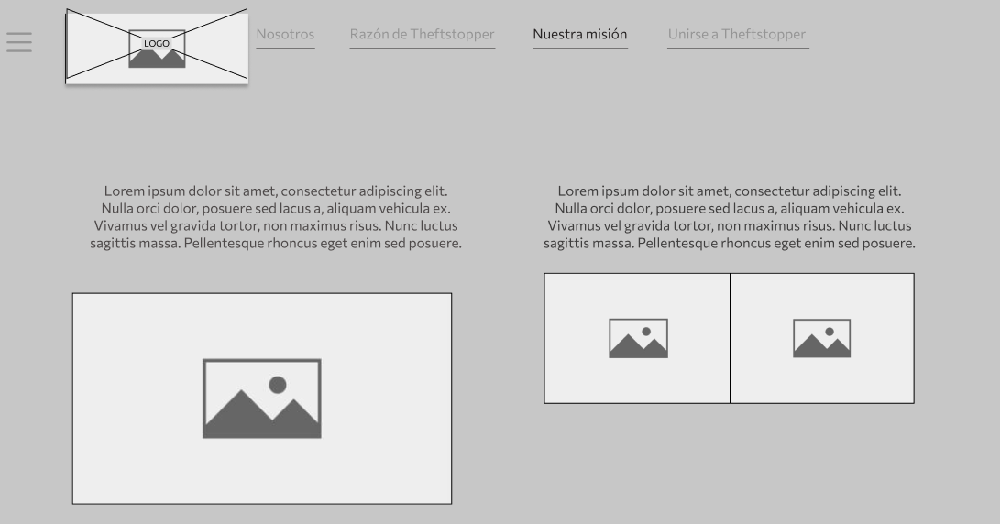 LOGO
Nosotros
Razón de Theftstopper
Nuestra misión
Unirse a Theftstopper
Lorem ipsum dolor sit amet, consectetur adipiscing elit.
Nulla orci dolor, posuere sed lacus a, aliquam vehicula ex.
Vivamus vel gravida tortor, non maximus risus. Nunc luctus
sagittis massa. Pellentesque rhoncus eget enim sed posuere.
Lorem ipsum dolor sit amet, consectetur adipiscing elit.
Nulla orci dolor, posuere sed lacus a, aliquam vehicula ex.
Vivamus vel gravida tortor, non maximus risus. Nunc luctus
sagittis massa. Pellentesque rhoncus eget enim sed posuere.